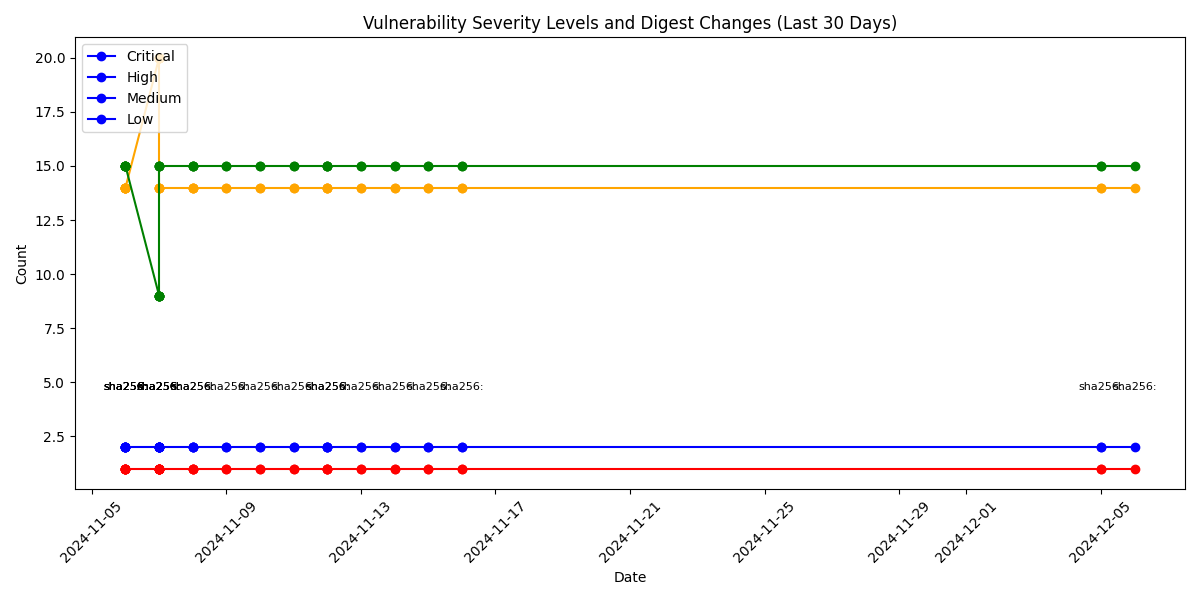 Vulnerability Severity Levels and Digest Changes (Last 30 Days)
Critical
High
Medium
Low
20.0
17.5
15.0
12.5
10.0
7.5
5.0
2.5
Count
sha256: sha256: sha256: sha256: sha256: sha256: sha256: sha256: sha256: sha256: sha256: sha256: sha256:
2024-11-05 2024-11-09 2024-11-13 2024-11-17 2024-11-21 2024-11-25 2024-11-29 2024-12-01 2024-12-05
Date